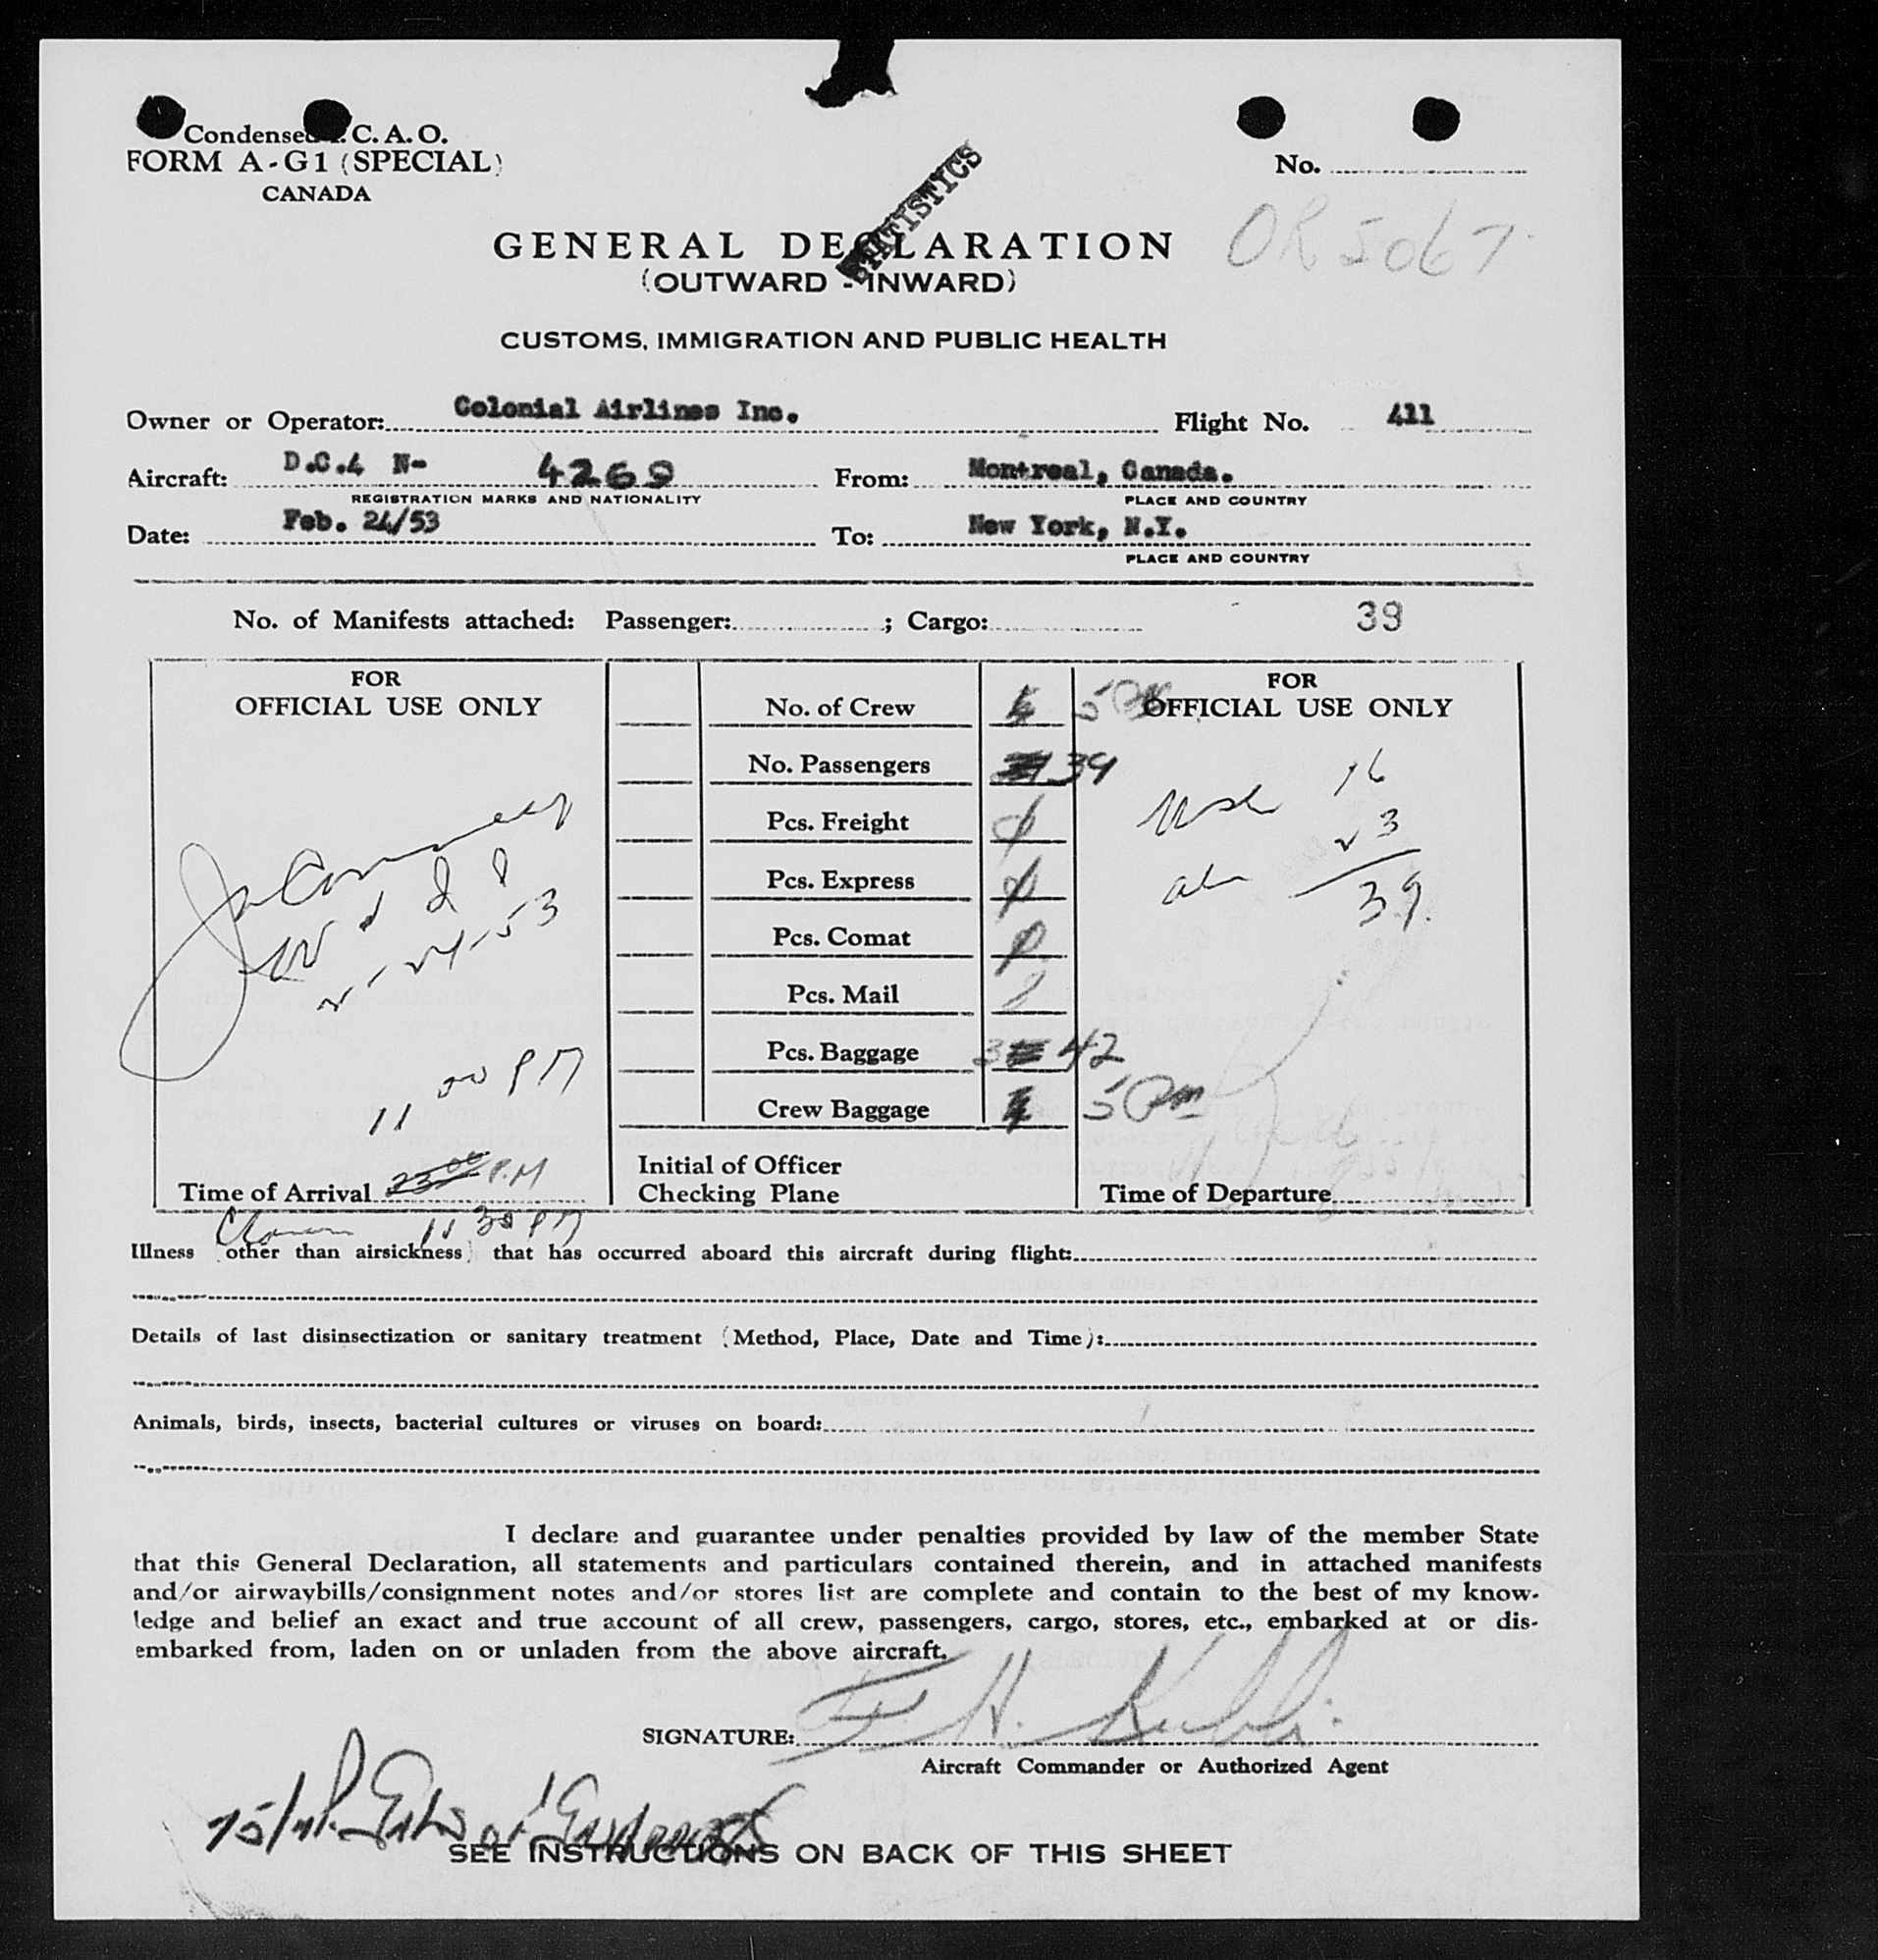 Condensed I.C.A.O.
FORM A-G1 (SPECIAL)
CANADA
No.
STATISTICS
OR 5067
GENERAL DECLARATION
(OUTWARD - INWARD)
CUSTOMS, IMMIGRATION AND PUBLIC HEALTH
Owner or Operator: Colonial Airlines Inc. Flight No. 411
Aircraft: D.C.4 N- 4269 From: Montreal, Canada.
REGISTRATION MARKS AND NATIONALITY PLACE AND COUNTRY
Date: Feb. 24/53 To: New York, N.Y.
PLACE AND COUNTRY
No. of Manifests attached: Passenger: ; Cargo: 39
FOR
OFFICIAL USE ONLY
2-24-53
11 00 PM
Time of Arrival 23 00 P.M
No. of Crew 5
No. Passengers 39
Pcs. Freight
Pcs. Express
Pcs. Comat
Pcs. Mail
Pcs. Baggage 42
Crew Baggage 5
Initial of Officer
Checking Plane
FOR
OFFICIAL USE ONLY
16
23
39
Time of Departure
11 30 PM
Illness (other than airsickness) that has occurred aboard this aircraft during flight:
Details of last disinsectization or sanitary treatment (Method, Place, Date and Time):
Animals, birds, insects, bacterial cultures or viruses on board:
I declare and guarantee under penalties provided by law of the member State
that this General Declaration, all statements and particulars contained therein, and in attached manifests
and/or airwaybills/consignment notes and/or stores list are complete and contain to the best of my know-
ledge and belief an exact and true account of all crew, passengers, cargo, stores, etc., embarked at or dis-
embarked from, laden on or unladen from the above aircraft.
SIGNATURE: F. H.
Aircraft Commander or Authorized Agent
SEE INSTRUCTIONS ON BACK OF THIS SHEET